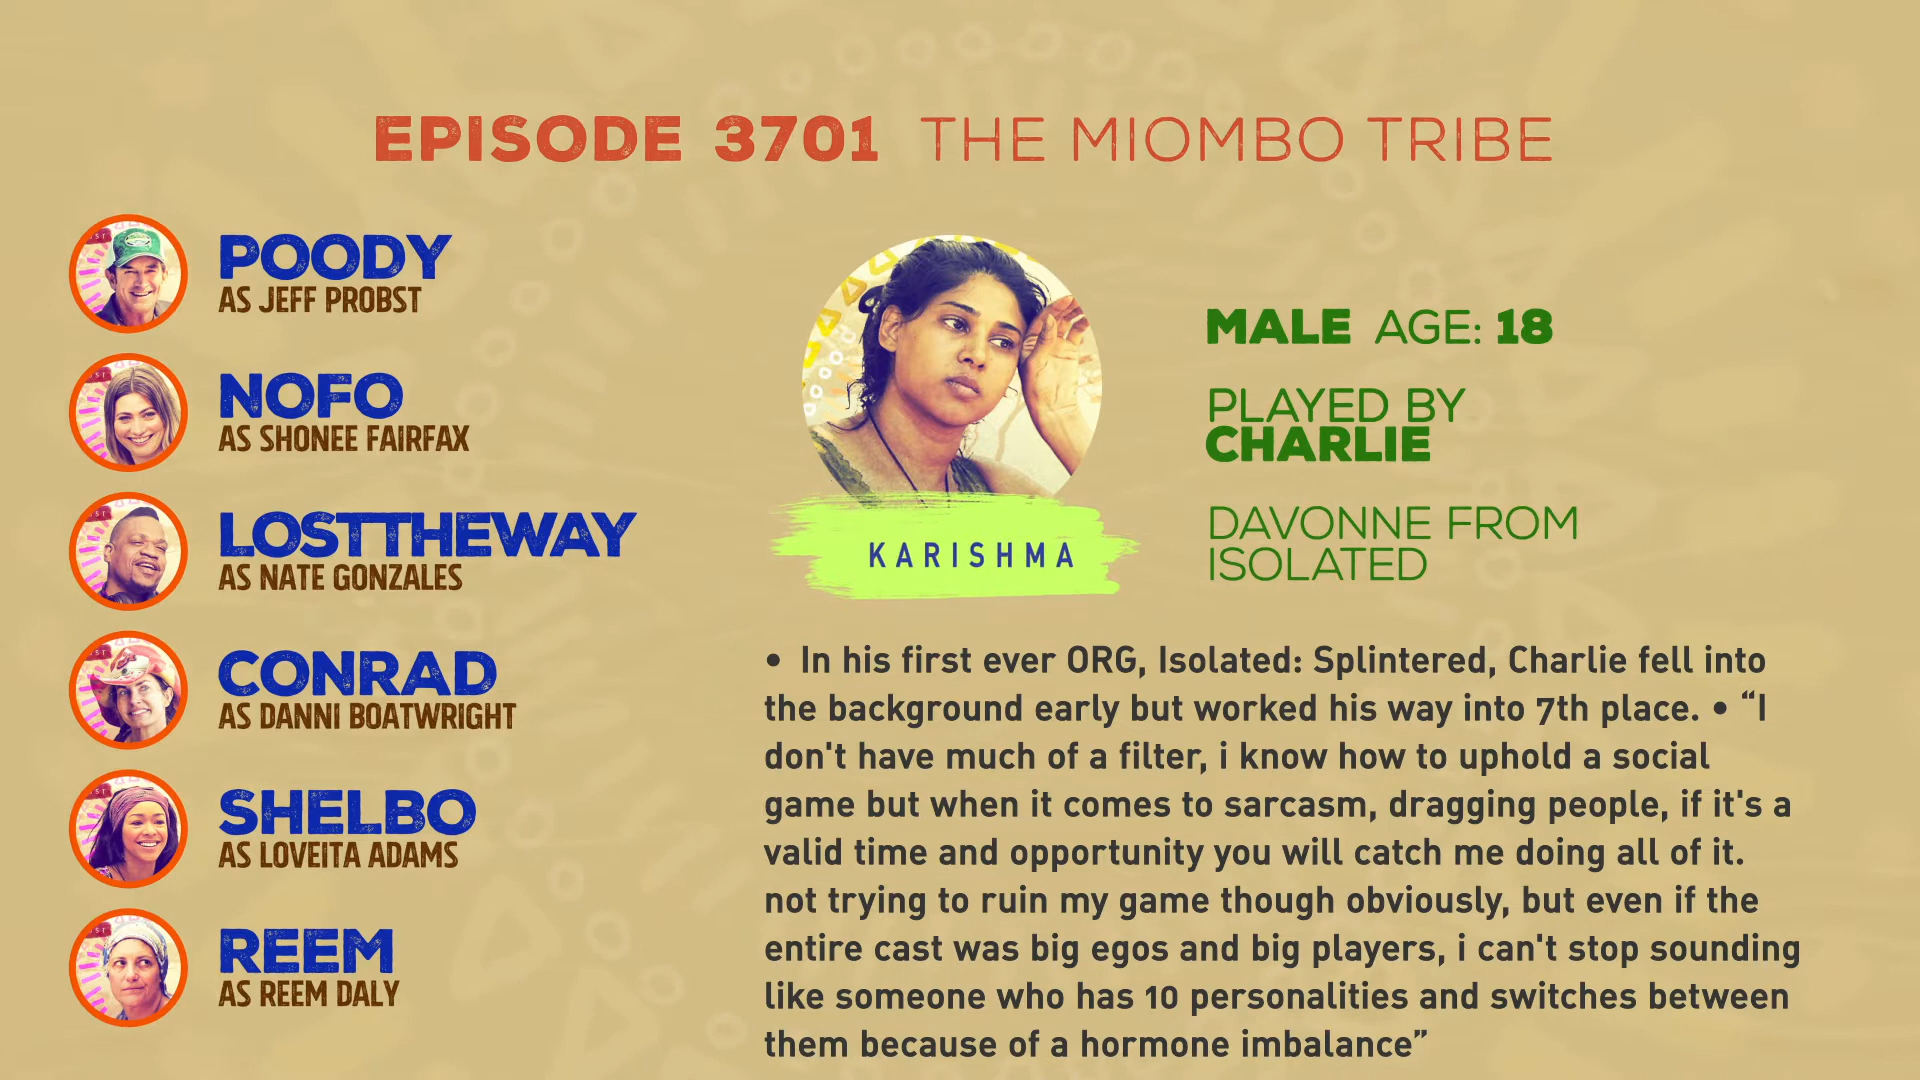 EPISODE 3701 THE MIOMBO TRIBE
POODY
AS JEFF PROBST
NOFO
AS SHONEE FAIRFAX
LOSTTHEWAY
AS NATE GONZALES
CONRAD
AS DANNI BOATWRIGHT
SHELBO
AS LOVEITA ADAMS
REEM
AS REEM DALY
KARISHMA
MALE AGE: 18
PLAYED BY
CHARLIE
DAVONNE FROM
ISOLATED
• In his first ever ORG, Isolated: Splintered, Charlie fell into
the background early but worked his way into 7th place. • “I
don't have much of a filter, i know how to uphold a social
game but when it comes to sarcasm, dragging people, if it's a
valid time and opportunity you will catch me doing all of it.
not trying to ruin my game though obviously, but even if the
entire cast was big egos and big players, i can't stop sounding
like someone who has 10 personalities and switches between
them because of a hormone imbalance”